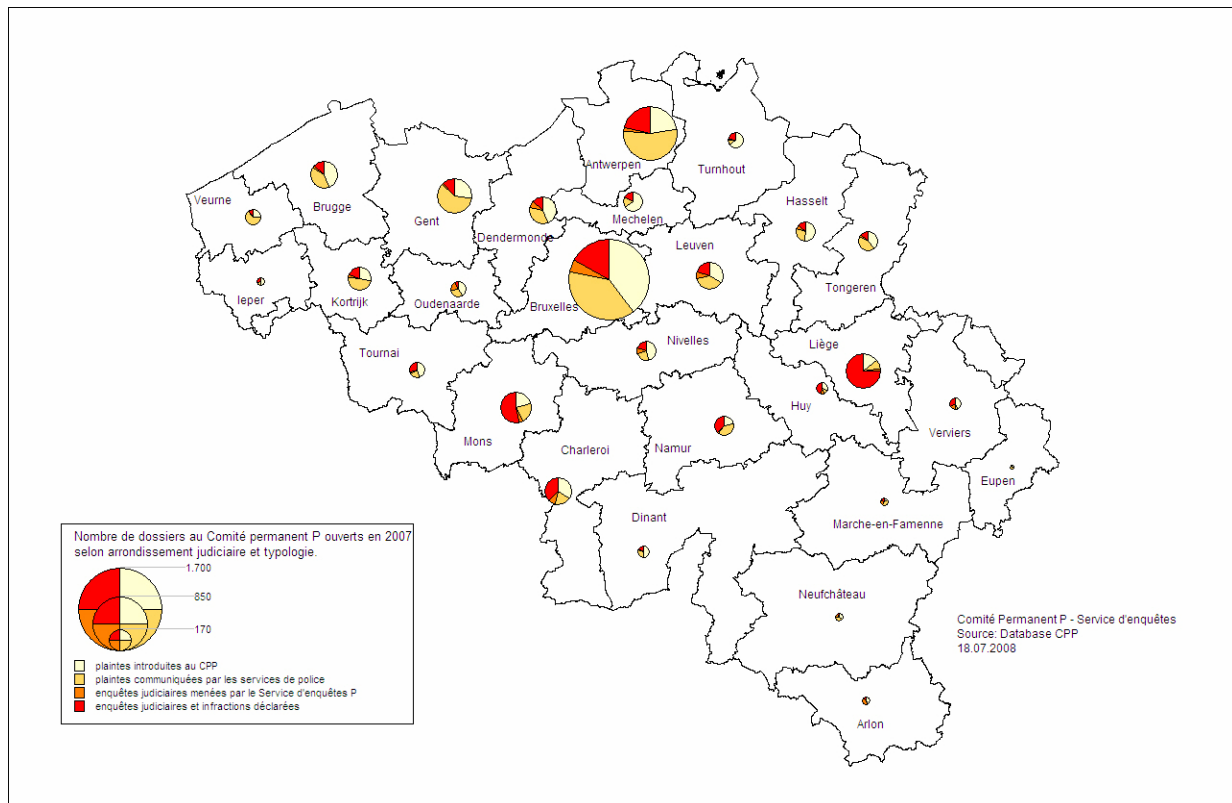 Antwerpen
Turnhout
Veurne
Brugge
Gent
Mechelen
Hasselt
Dendermonde
Leuven
Tongeren
Ieper
Kortrijk
Oudenaarde
Bruxelles
Tournai
Nivelles
Liège
Mons
Charleroi
Namur
Huy
Verviers
Eupen
Dinant
Marche-en-Famenne
Neufchâteau
Arlon
Nombre de dossiers au Comité permanent P ouverts en 2007
selon arrondissement judiciaire et typologie.
1.700
850
170
plaintes introduites au CPP
plaintes communiquées par les services de police
enquêtes judiciaires menées par le Service d'enquêtes P
enquêtes judiciaires et infractions déclarées
Comité Permanent P - Service d'enquêtes
Source: Database CPP
18.07.2008